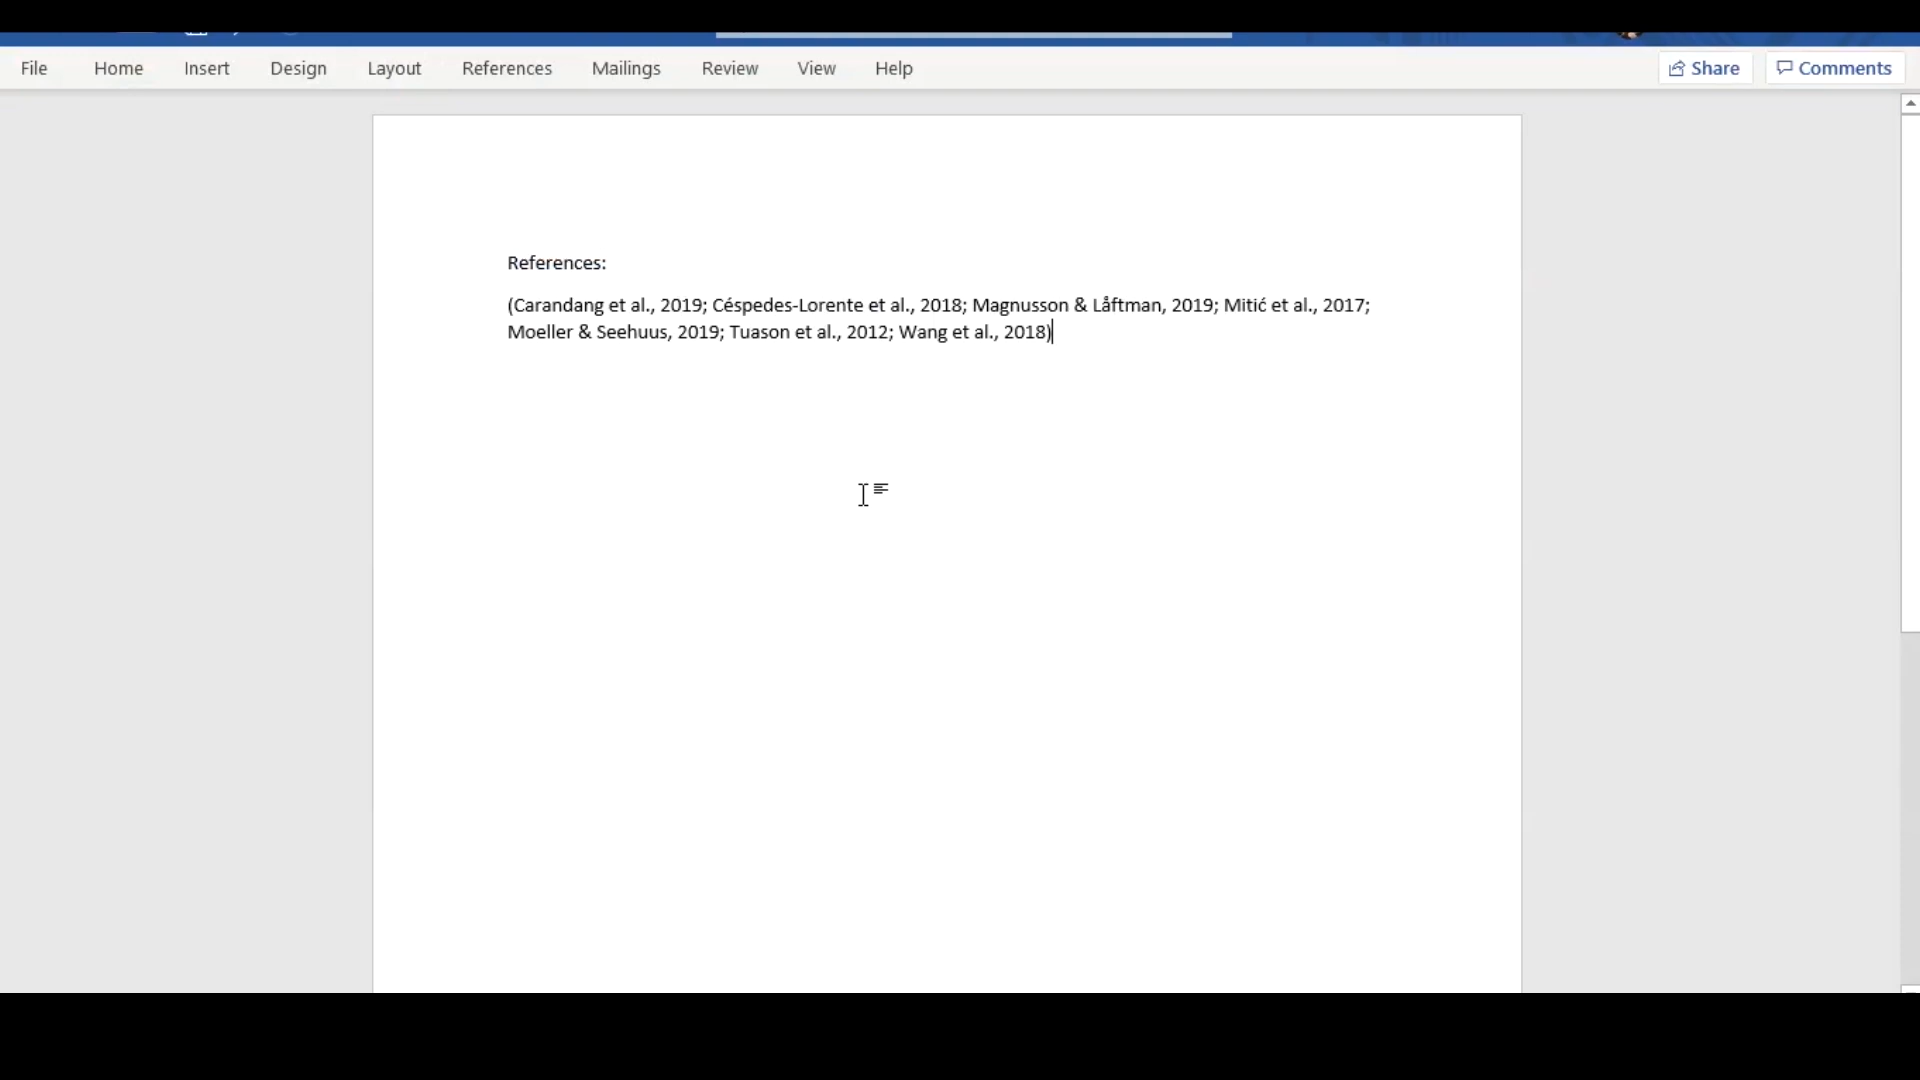 File Home Insert Design Layout References Mailings Review View Help Share Comments
References:
(Carandang et al., 2019; Céspedes-Lorente et al., 2018; Magnusson & Låftman, 2019; Mitić et al., 2017;
Moeller & Seehuus, 2019; Tuason et al., 2012; Wang et al., 2018)